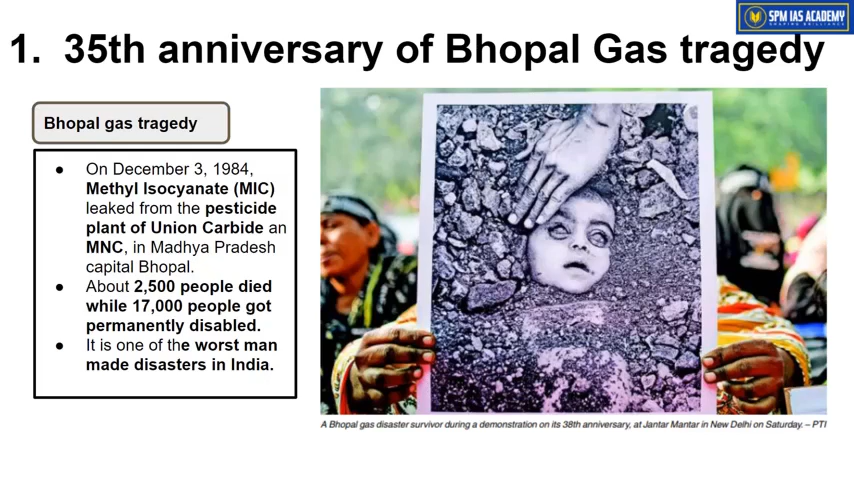 SPM IAS ACADEMY
SHAPING BRILLIANCE
1. 35th anniversary of Bhopal Gas tragedy
Bhopal gas tragedy
● On December 3, 1984,
Methyl Isocyanate (MIC)
leaked from the pesticide
plant of Union Carbide an
MNC, in Madhya Pradesh
capital Bhopal.
● About 2,500 people died
while 17,000 people got
permanently disabled.
● It is one of the worst man
made disasters in India.
A Bhopal gas disaster survivor during a demonstration on its 38th anniversary, at Jantar Mantar in New Delhi on Saturday. – PTI